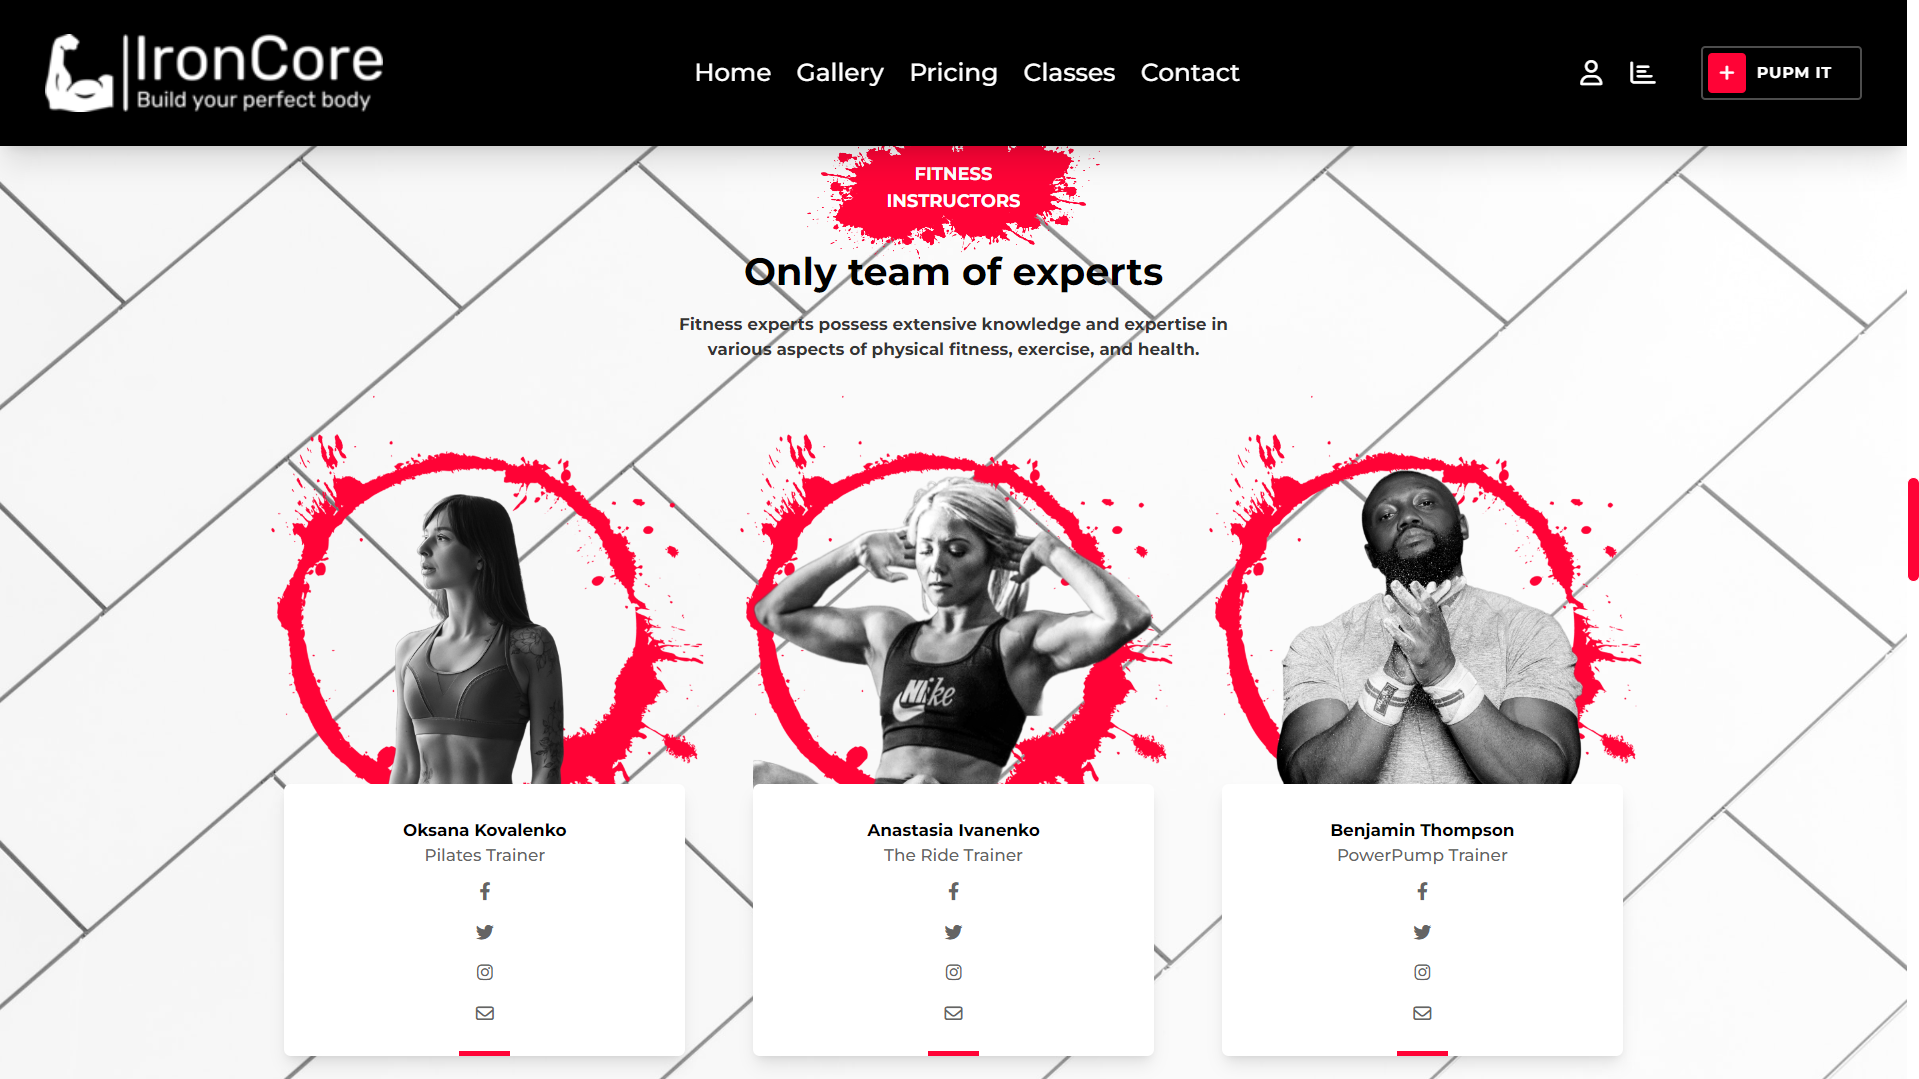 IronCore
Build your perfect body
Home Gallery Pricing Classes Contact
PUPM IT
FITNESS
INSTRUCTORS
Only team of experts
Fitness experts possess extensive knowledge and expertise in
various aspects of physical fitness, exercise, and health.
Nike
Oksana Kovalenko
Pilates Trainer
Anastasia Ivanenko
The Ride Trainer
Benjamin Thompson
PowerPump Trainer